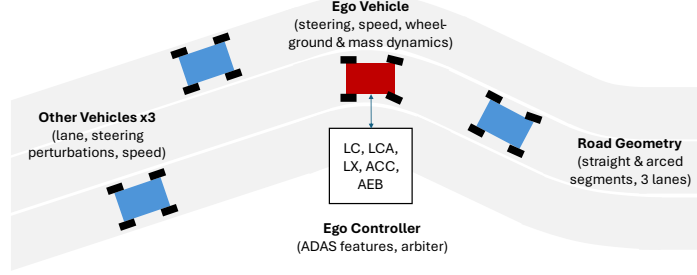 Ego Vehicle
(steering, speed, wheel-
ground & mass dynamics)
Other Vehicles x3
(lane, steering
perturbations, speed)
LC, LCA,
LX, ACC,
AEB
Road Geometry
(straight & arced
segments, 3 lanes)
Ego Controller
(ADAS features, arbiter)